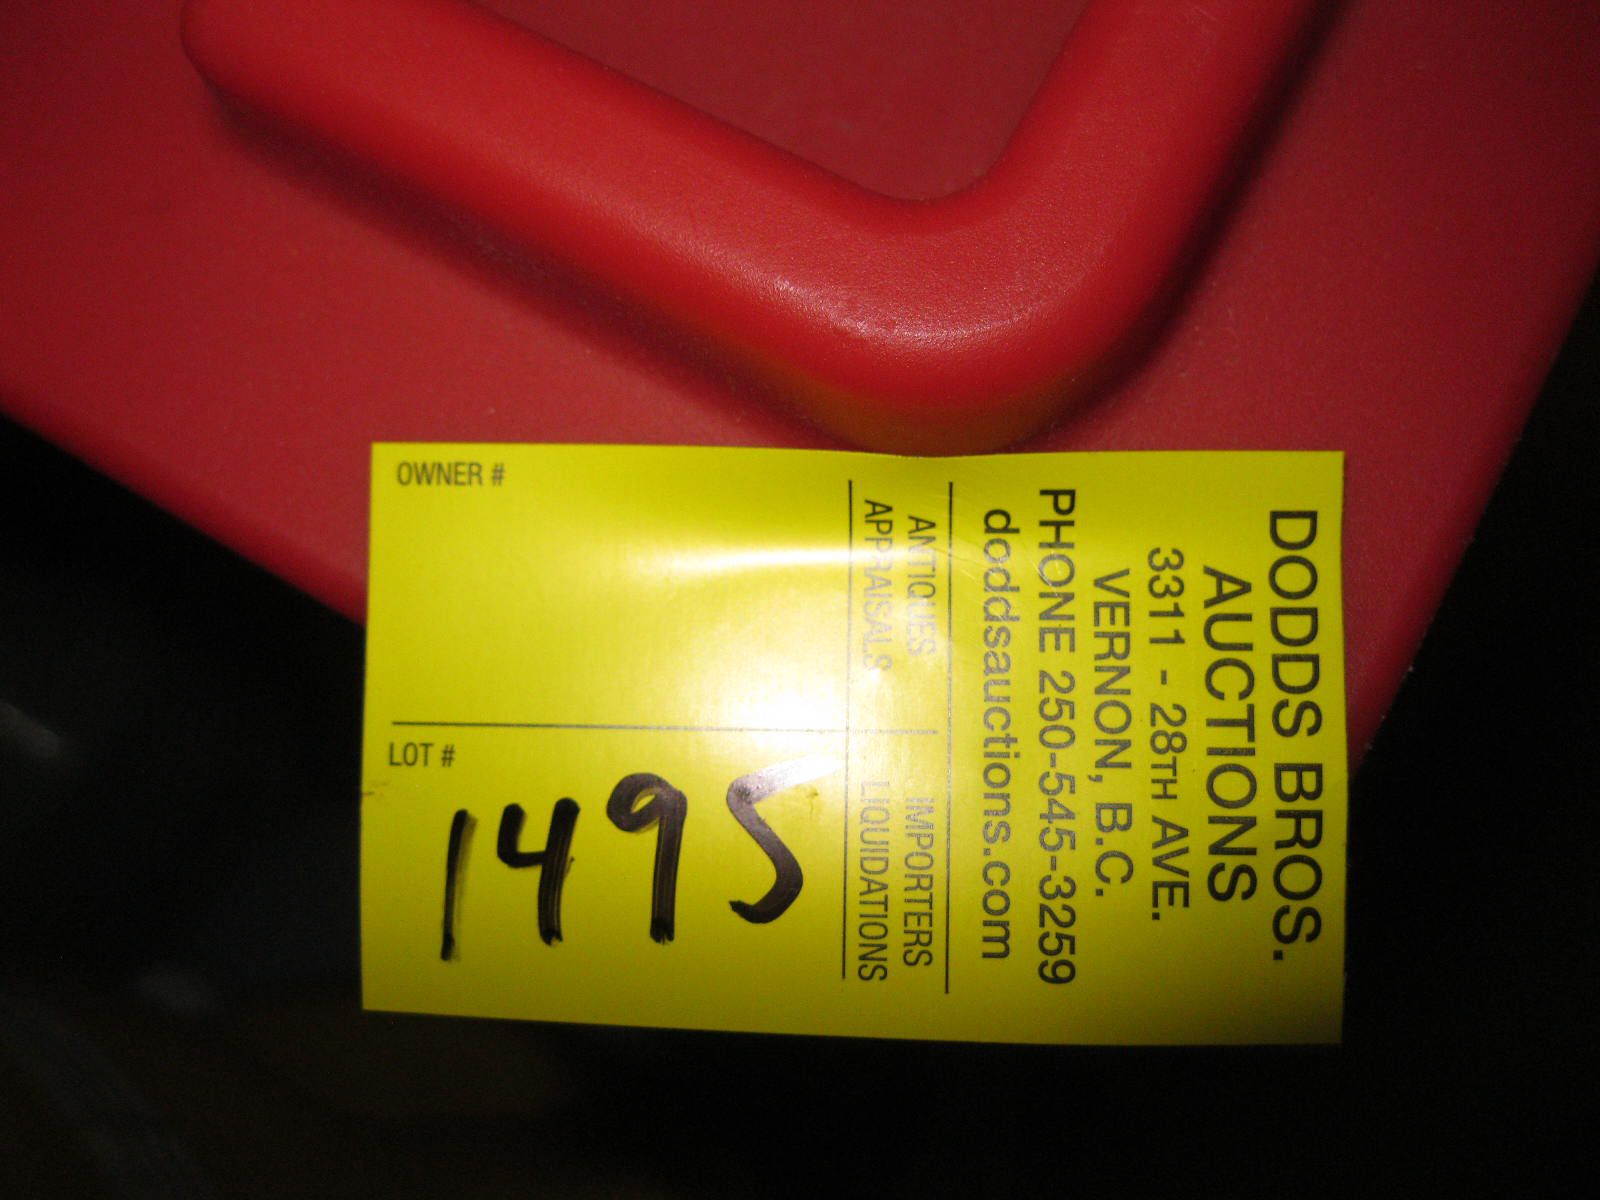 DODDS BROS.
AUCTIONS
3311 - 28TH AVE.
VERNON, B.C.
PHONE 250-545-3259
doddsauctions.com
ANTIQUES IMPORTERS
APPRAISALS LIQUIDATIONS
OWNER #
LOT #
1495